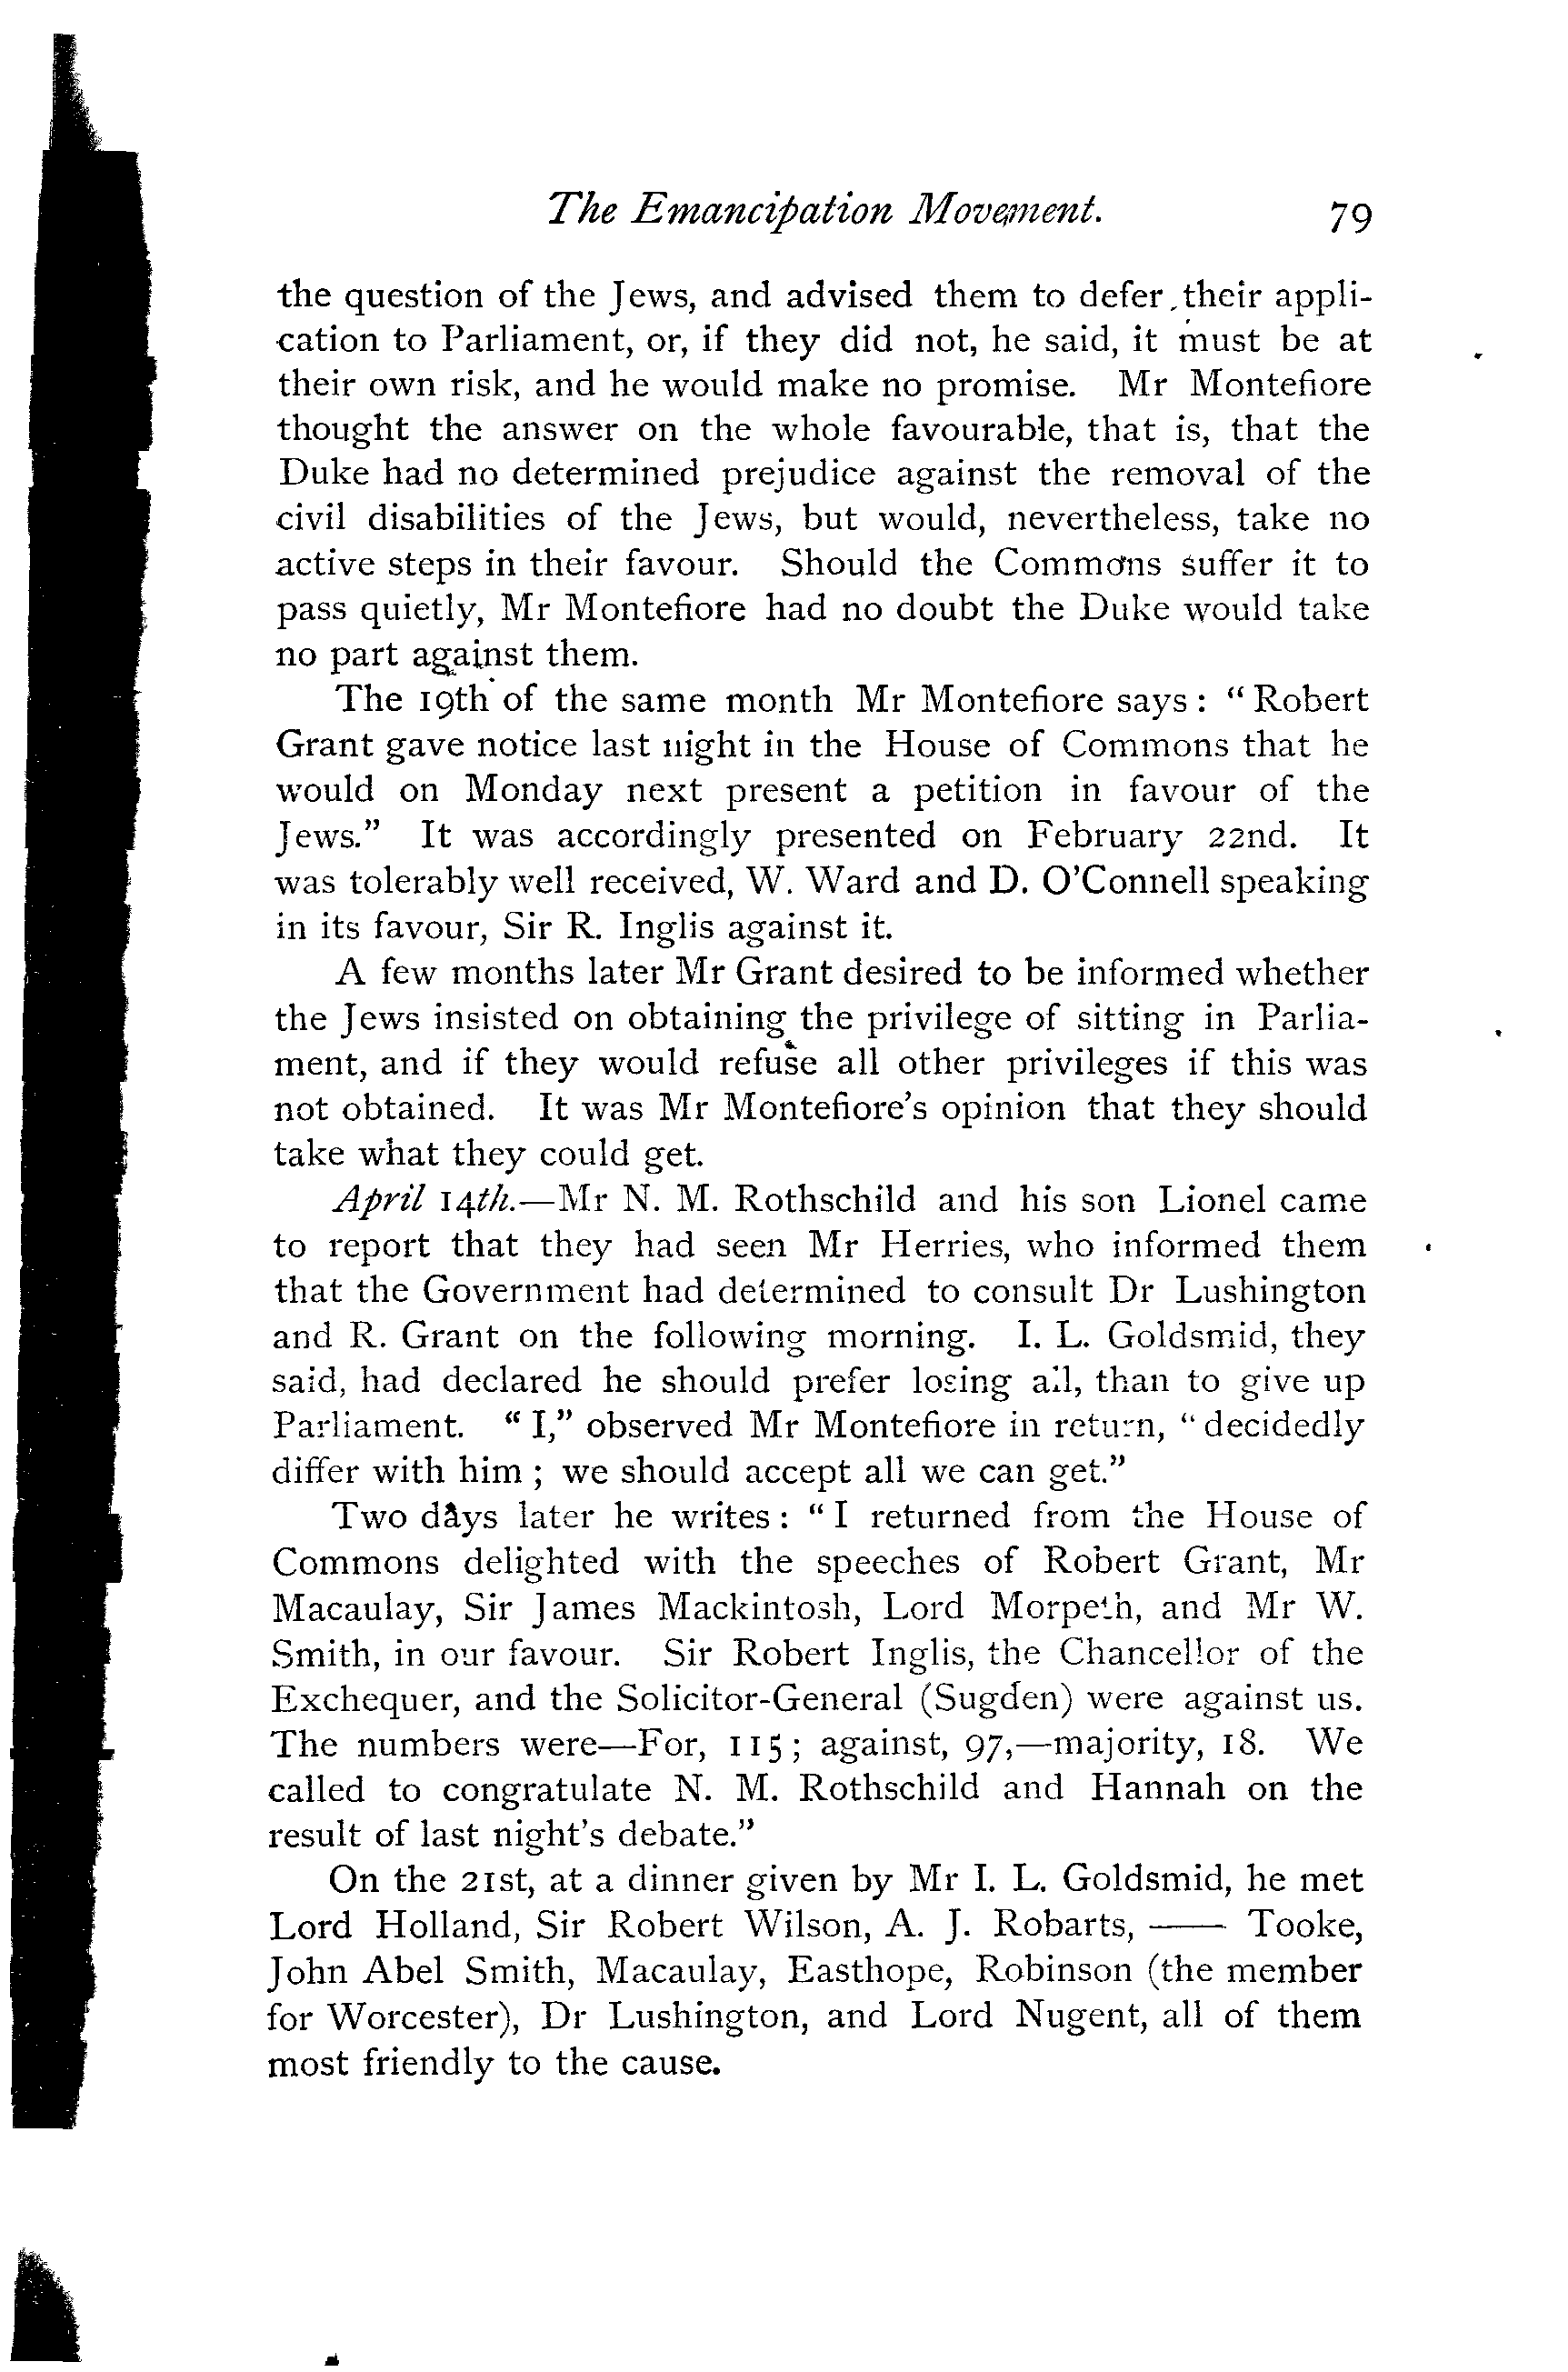 The Emancipation Movement. 79
the question of the Jews, and advised them to defer their appli-
cation to Parliament, or, if they did not, he said, it must be at
their own risk, and he would make no promise. Mr Montefiore
thought the answer on the whole favourable, that is, that the
Duke had no determined prejudice against the removal of the
civil disabilities of the Jews, but would, nevertheless, take no
active steps in their favour. Should the Commons suffer it to
pass quietly, Mr Montefiore had no doubt the Duke would take
no part against them.
The 19th of the same month Mr Montefiore says : “ Robert
Grant gave notice last night in the House of Commons that he
would on Monday next present a petition in favour of the
Jews.” It was accordingly presented on February 22nd. It
was tolerably well received, W. Ward and D. O’Connell speaking
in its favour, Sir R. Inglis against it.
A few months later Mr Grant desired to be informed whether
the Jews insisted on obtaining the privilege of sitting in Parlia-
ment, and if they would refuse all other privileges if this was
not obtained. It was Mr Montefiore’s opinion that they should
take what they could get.
April 14th.—Mr N. M. Rothschild and his son Lionel came
to report that they had seen Mr Herries, who informed them
that the Government had determined to consult Dr Lushington
and R. Grant on the following morning. I. L. Goldsmid, they
said, had declared he should prefer losing all, than to give up
Parliament. “ I,” observed Mr Montefiore in return, “ decidedly
differ with him ; we should accept all we can get.”
Two days later he writes : “ I returned from the House of
Commons delighted with the speeches of Robert Grant, Mr
Macaulay, Sir James Mackintosh, Lord Morpeth, and Mr W.
Smith, in our favour. Sir Robert Inglis, the Chancellor of the
Exchequer, and the Solicitor-General (Sugden) were against us.
The numbers were—For, 115 ; against, 97,—majority, 18. We
called to congratulate N. M. Rothschild and Hannah on the
result of last night’s debate.”
On the 21st, at a dinner given by Mr I. L. Goldsmid, he met
Lord Holland, Sir Robert Wilson, A. J. Robarts, —— Tooke,
John Abel Smith, Macaulay, Easthope, Robinson (the member
for Worcester), Dr Lushington, and Lord Nugent, all of them
most friendly to the cause.